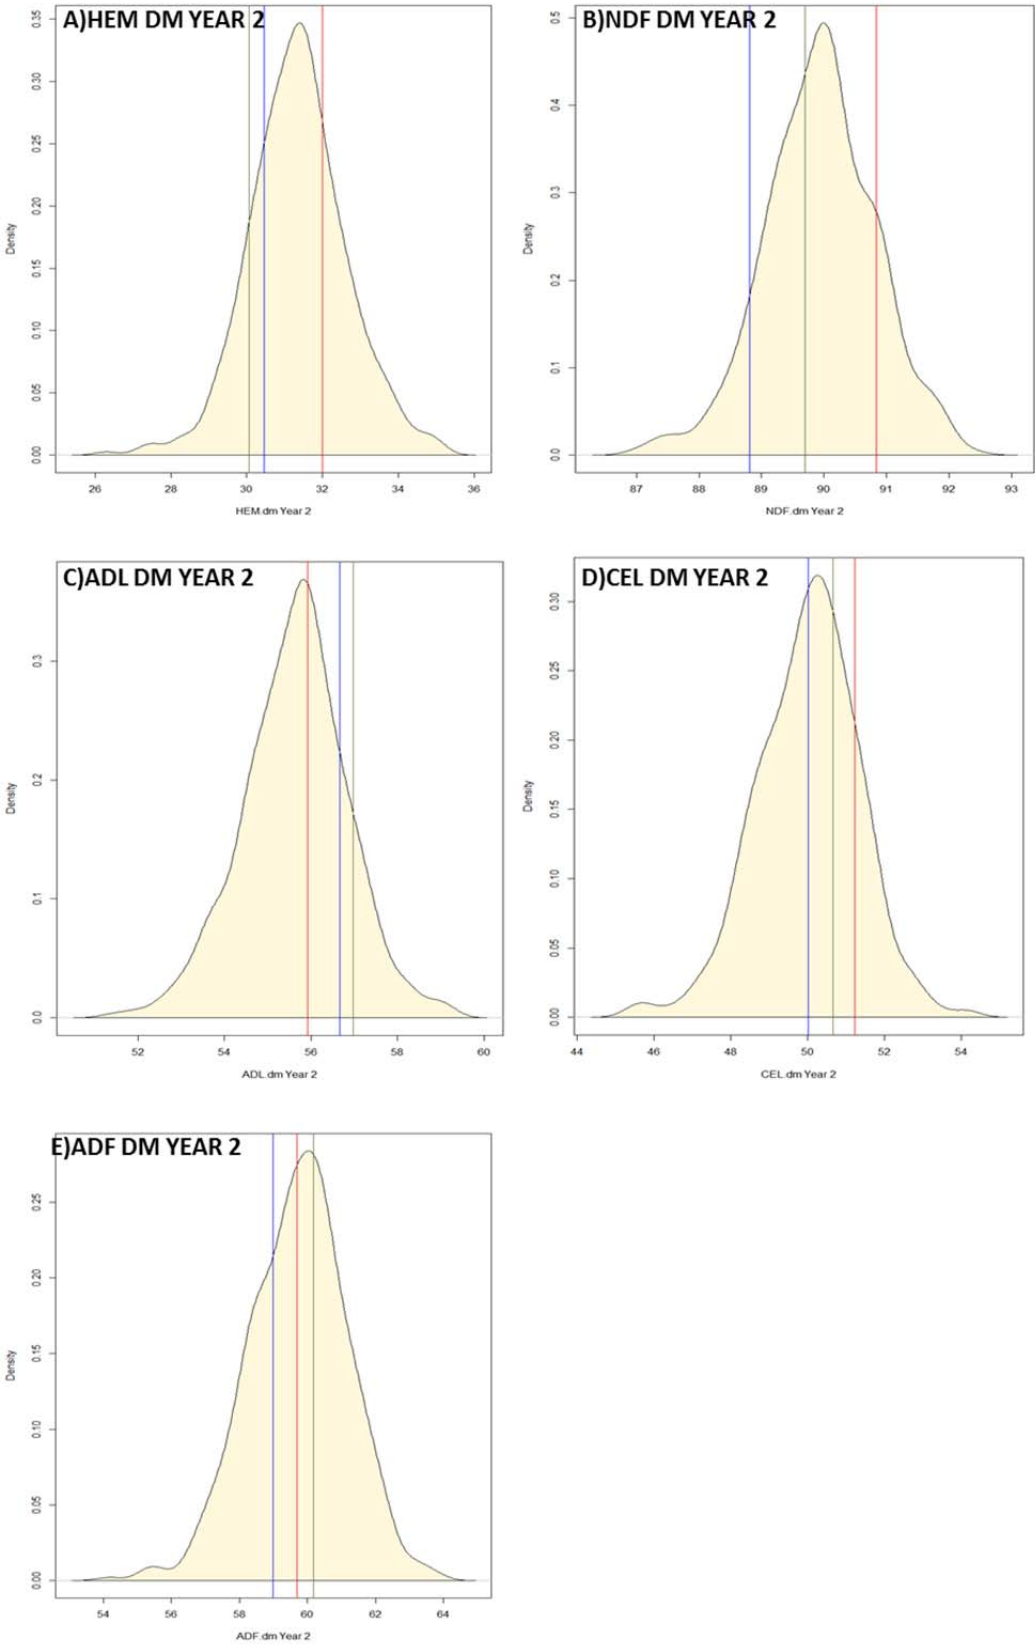 A)HEM DM YEAR 2
Density
0.00
0.05
0.10
0.15
0.20
0.25
0.30
0.35
26 28 30 32 34 36
HEM.dm Year 2
B)NDF DM YEAR 2
Density
0.0
0.1
0.2
0.3
0.4
0.5
87 88 89 90 91 92 93
NDF.dm Year 2
C)ADL DM YEAR 2
Density
0.0
0.1
0.2
0.3
52 54 56 58 60
ADL.dm Year 2
D)CEL DM YEAR 2
Density
0.00
0.05
0.10
0.15
0.20
0.25
0.30
44 46 48 50 52 54
CEL.dm Year 2
E)ADF DM YEAR 2
Density
0.00
0.05
0.10
0.15
0.20
0.25
54 56 58 60 62 64
ADF.dm Year 2